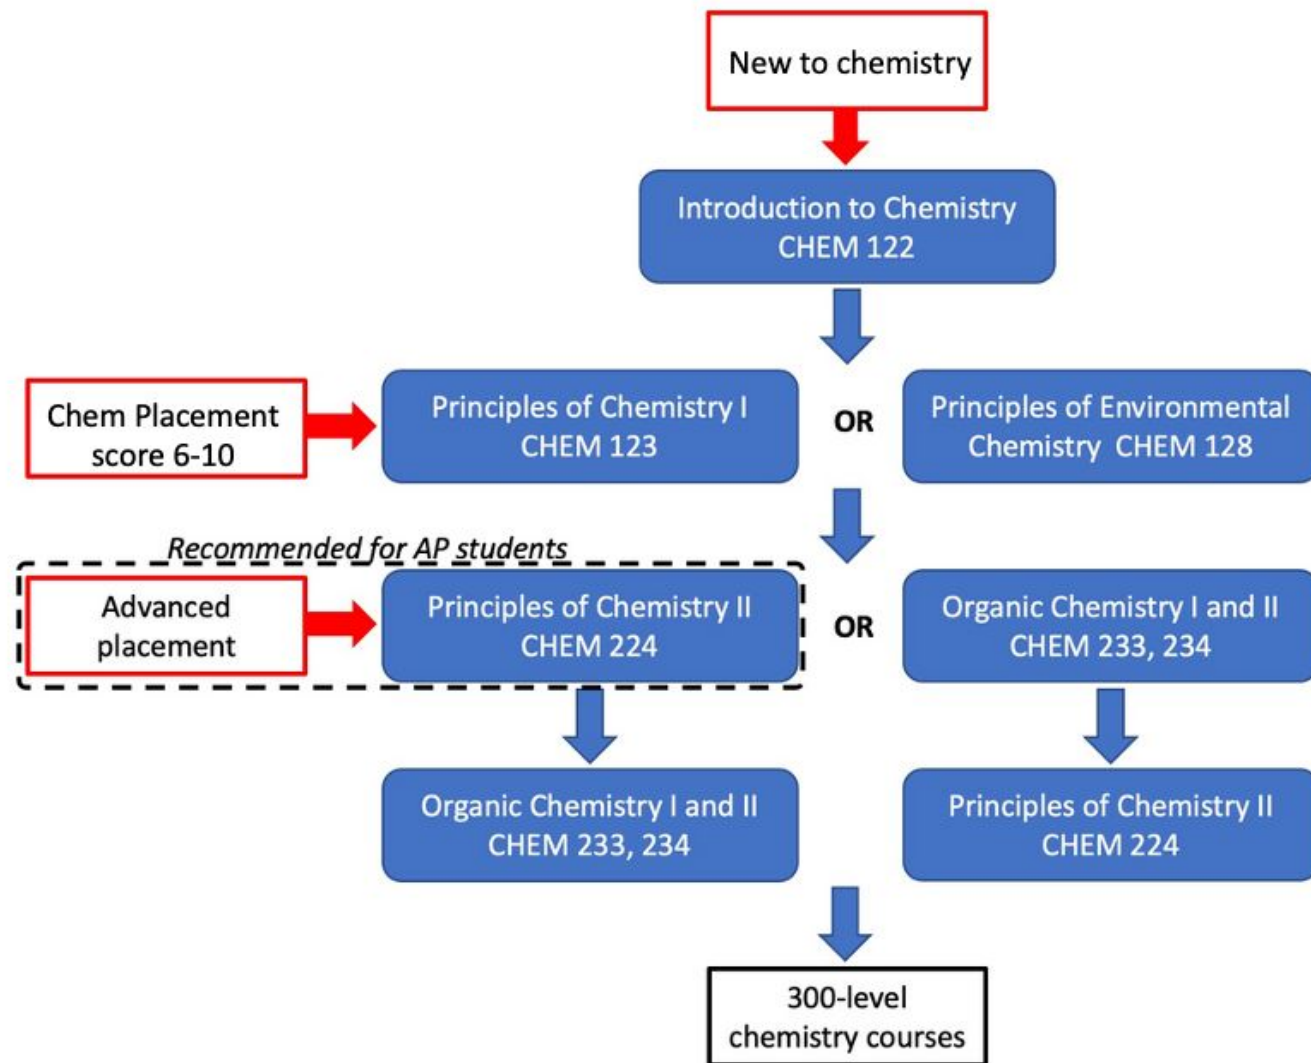 New to chemistry
Introduction to Chemistry
CHEM 122
Chem Placement
score 6-10
Principles of Chemistry I
CHEM 123
OR
Principles of Environmental
Chemistry  CHEM 128
Recommended for AP students
Advanced
placement
Principles of Chemistry II
CHEM 224
OR
Organic Chemistry I and II
CHEM 233, 234
Organic Chemistry I and II
CHEM 233, 234
Principles of Chemistry II
CHEM 224
300-level
chemistry courses